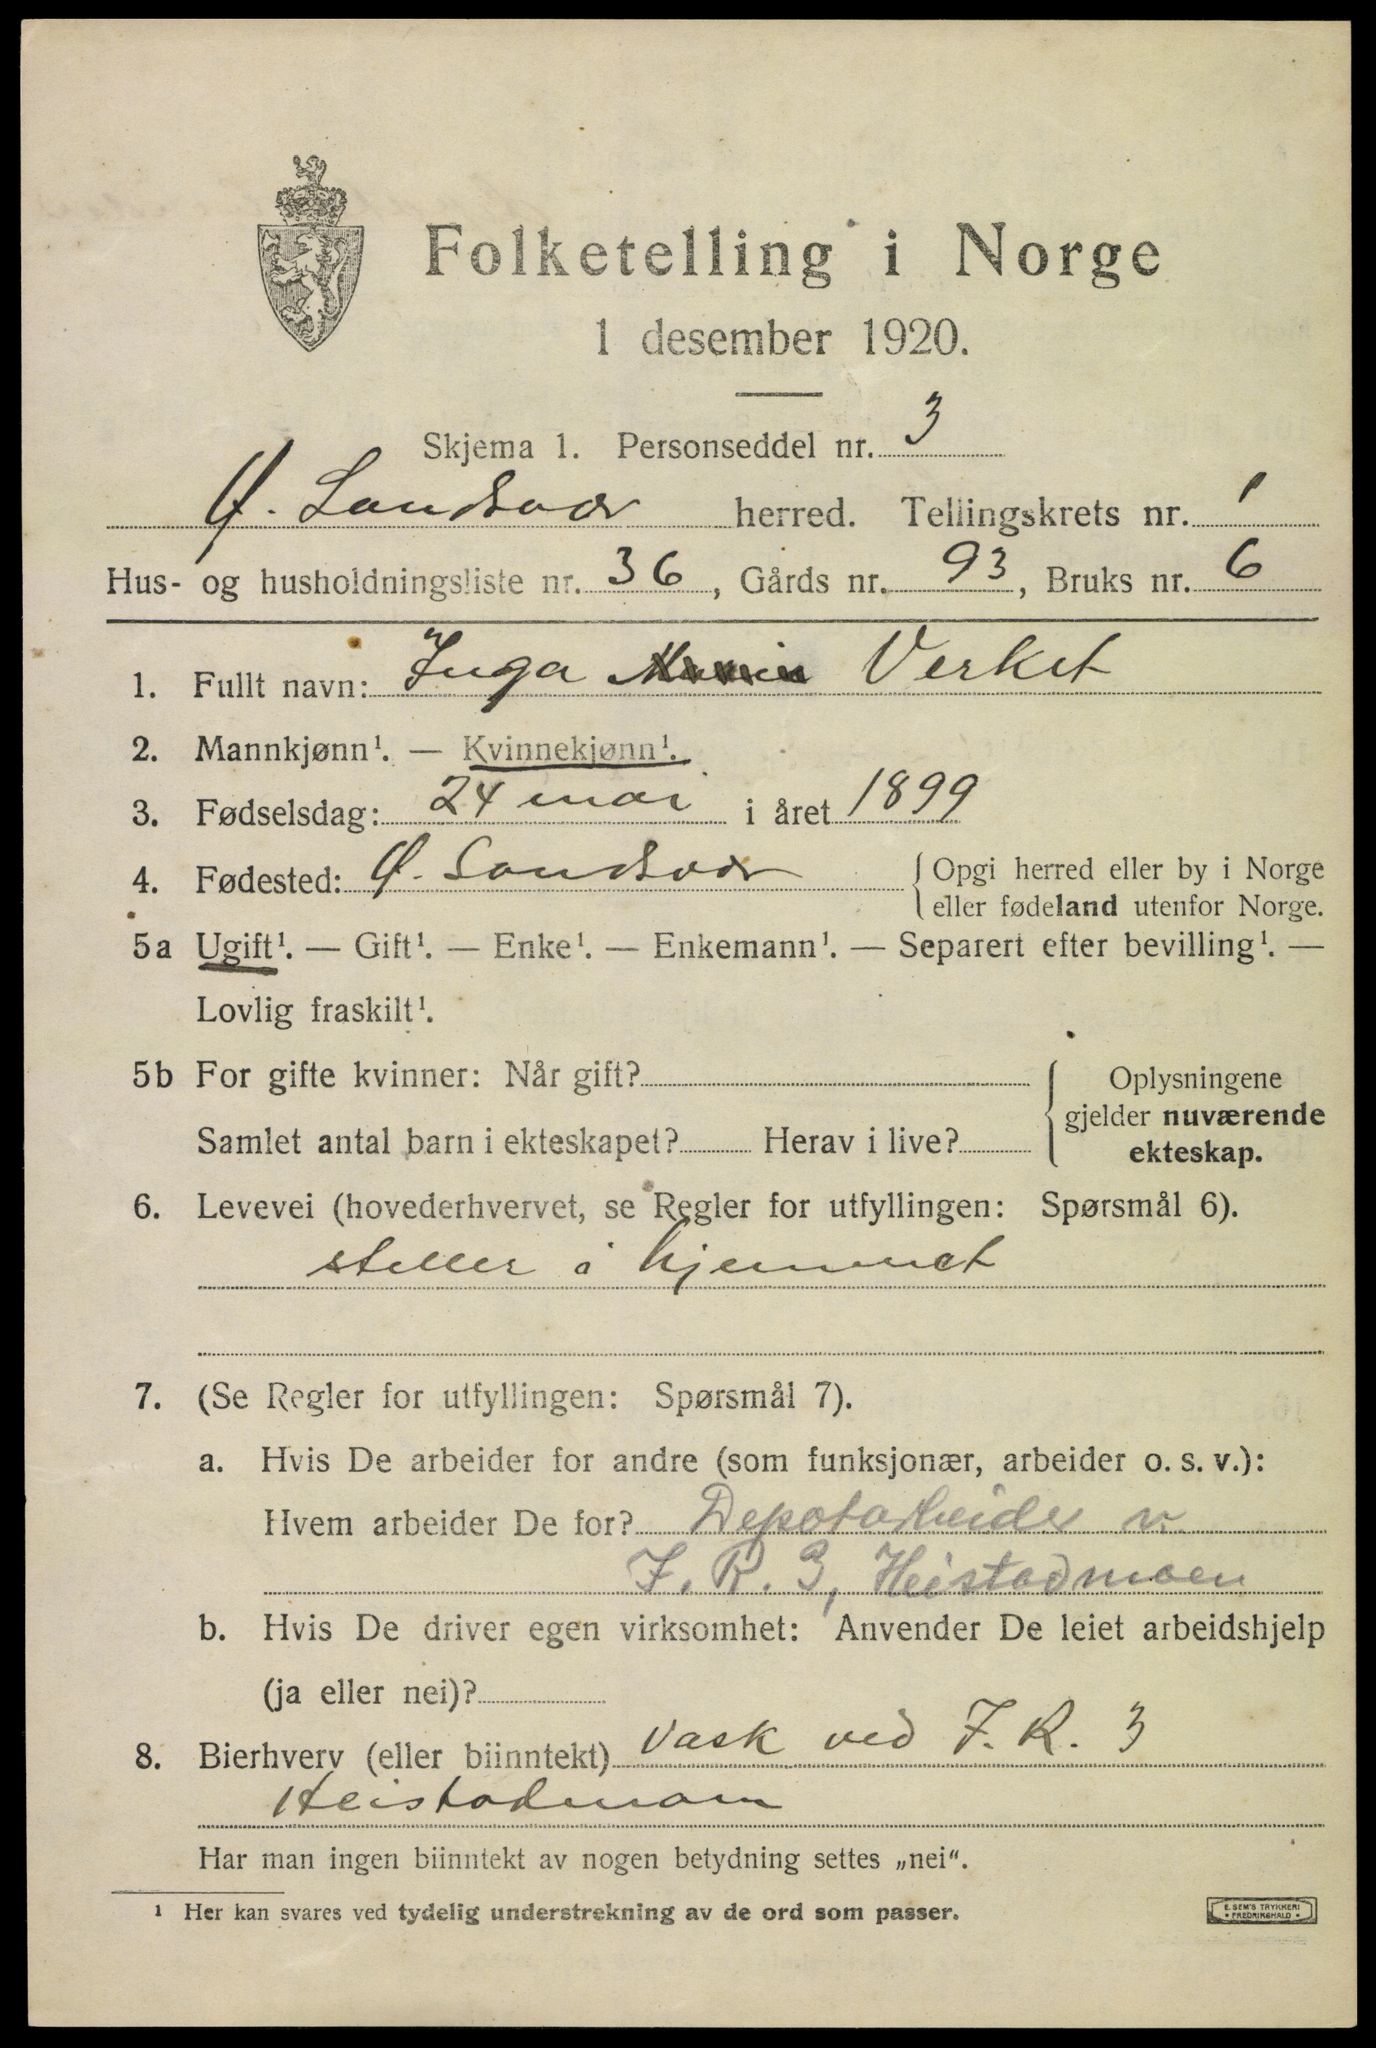 Folketelling i Norge
1 desember 1920.
Skjema 1. Personseddel nr. 3
Ø. Sandsvær herred. Tellingskrets nr. 1
Hus- og husholdningsliste nr. 36, Gårds nr. 93, Bruks nr. 6
1. Fullt navn: Inga Verket
2. Mannkjønn¹. — Kvinnekjønn¹.
3. Fødselsdag: 24 mai i året 1899
4. Fødested: Ø. Sandsvær { Opgi herred eller by i Norge
eller fødeland utenfor Norge.
5a Ugift¹. — Gift¹. — Enke¹. — Enkemann¹. — Separert efter bevilling¹. —
Lovlig fraskilt¹.
5b For gifte kvinner: Når gift? { Oplysningene
gjelder nuværende
Samlet antal barn i ekteskapet? Herav i live?
ekteskap.
6. Levevei (hovederhvervet, se Regler for utfyllingen: Spørsmål 6).
steller i hjemmet
7. (Se Regler for utfyllingen: Spørsmål 7).
a. Hvis De arbeider for andre (som funksjonær, arbeider o. s. v.):
Hvem arbeider De for? Depotarbeider v.
I. R. 3, Heistadmoen
b. Hvis De driver egen virksomhet: Anvender De leiet arbeidshjelp
(ja eller nei)?
8. Bierhverv (eller biinntekt) Vask ved I. R. 3
Heistadmoen
Har man ingen biinntekt av nogen betydning settes „nei“.
¹ Her kan svares ved tydelig understrekning av de ord som passer.
E. SEM'S TRYKKERI
• FREDRIKSHALD •